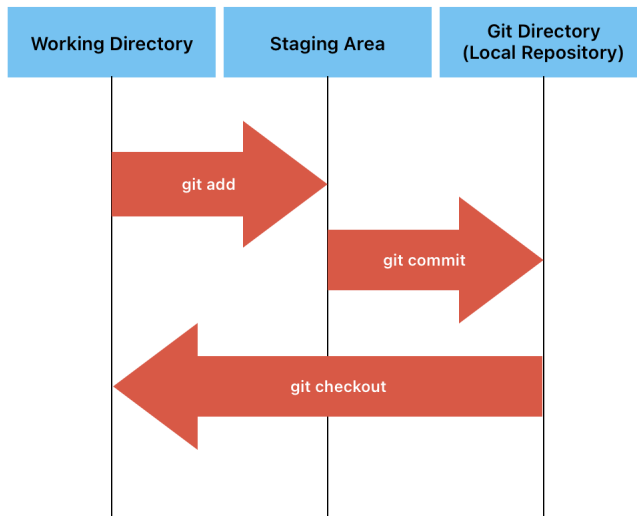 Working Directory
Staging Area
Git Directory
(Local Repository)
git add
git commit
git checkout